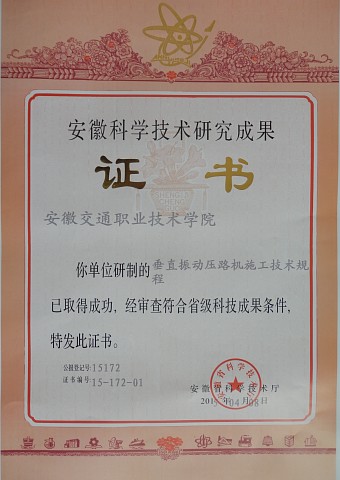 安徽科学技术研究成果
证书
安徽交通职业技术学院
你单位研制的垂直振动压路机施工技术规
程
已取得成功，经审查符合省级科技成果条件，
特发此证书。
公报登记号:15172
证书编号:15-172-01
安徽省科学技术厅